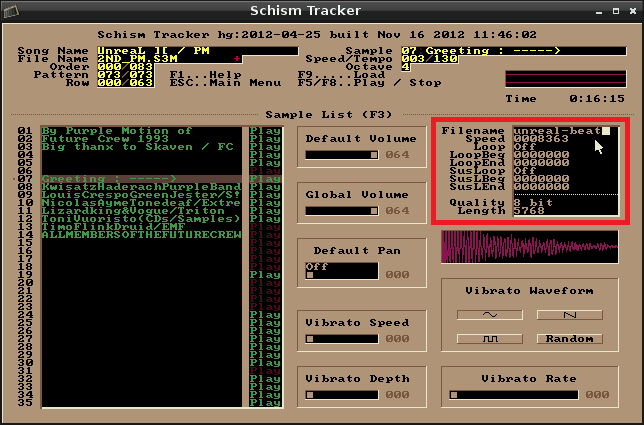 Schism Tracker
Schism Tracker hg:2012-04-25 built Nov 16 2012 11:46:02
Song Name UnreaL ][ / PM Sample 07 Greeting : ----->
File Name 2ND_PM.S3M + Speed/Tempo 003/130
Order 000/083 Octave 4
Pattern 073/073 F1...Help F9.....Load
Row 000/063 ESC..Main Menu F5/F8..Play / Stop
Time 0:16:15
Sample List (F3)
01 By Purple Motion of Play
02 Future Crew 1993 Play
03 Big thanx to Skaven / FC Play
04 Play
05 Play
06 Play
07 Greeting : -----> Play
08 KwisatzHaderachPurpleBand Play
09 LouisCrespoGreenJester/S! Play
10 NicolasAymeTonedeaf/Extre Play
11 Lizardking&Vogue/Triton Play
12 ToniVuoristo(CDs/Samples) Play
13 TimoFlinkDruid/EMF Play
14 ALLMEMBERSOFTHEFUTURECREW Play
15 Play
16 Play
17 Play
18 Play
19 Play
20 Play
21 Play
22 Play
23 Play
24 Play
25 Play
26 Play
27 Play
28 Play
29 Play
30 Play
31 Play
32 Play
33 Play
34 Play
35 Play
Default Volume
064
Global Volume
064
Default Pan
Off
000
Vibrato Speed
000
Vibrato Depth
000
Filename unreal-beat
Speed 0008363
Loop Off
LoopBeg 0000000
LoopEnd 0000000
SusLoop Off
SusLBeg 0000000
SusLEnd 0000000
Quality 8 bit
Length 5768
Vibrato Waveform
Random
Vibrato Rate
000